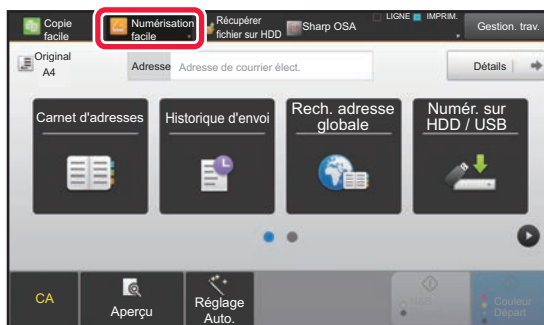 Copie
facile
Numérisation
facile
Récupérer
fichier sur HDD
Sharp OSA
LIGNE
IMPRIM.
Gestion. trav.
Original
A4
Adresse
Adresse de courrier élect.
Détails
Carnet d'adresses
Historique d'envoi
Rech. adresse
globale
Numér. sur
HDD / USB
CA
Aperçu
Réglage
Auto.
Couleur
Départ